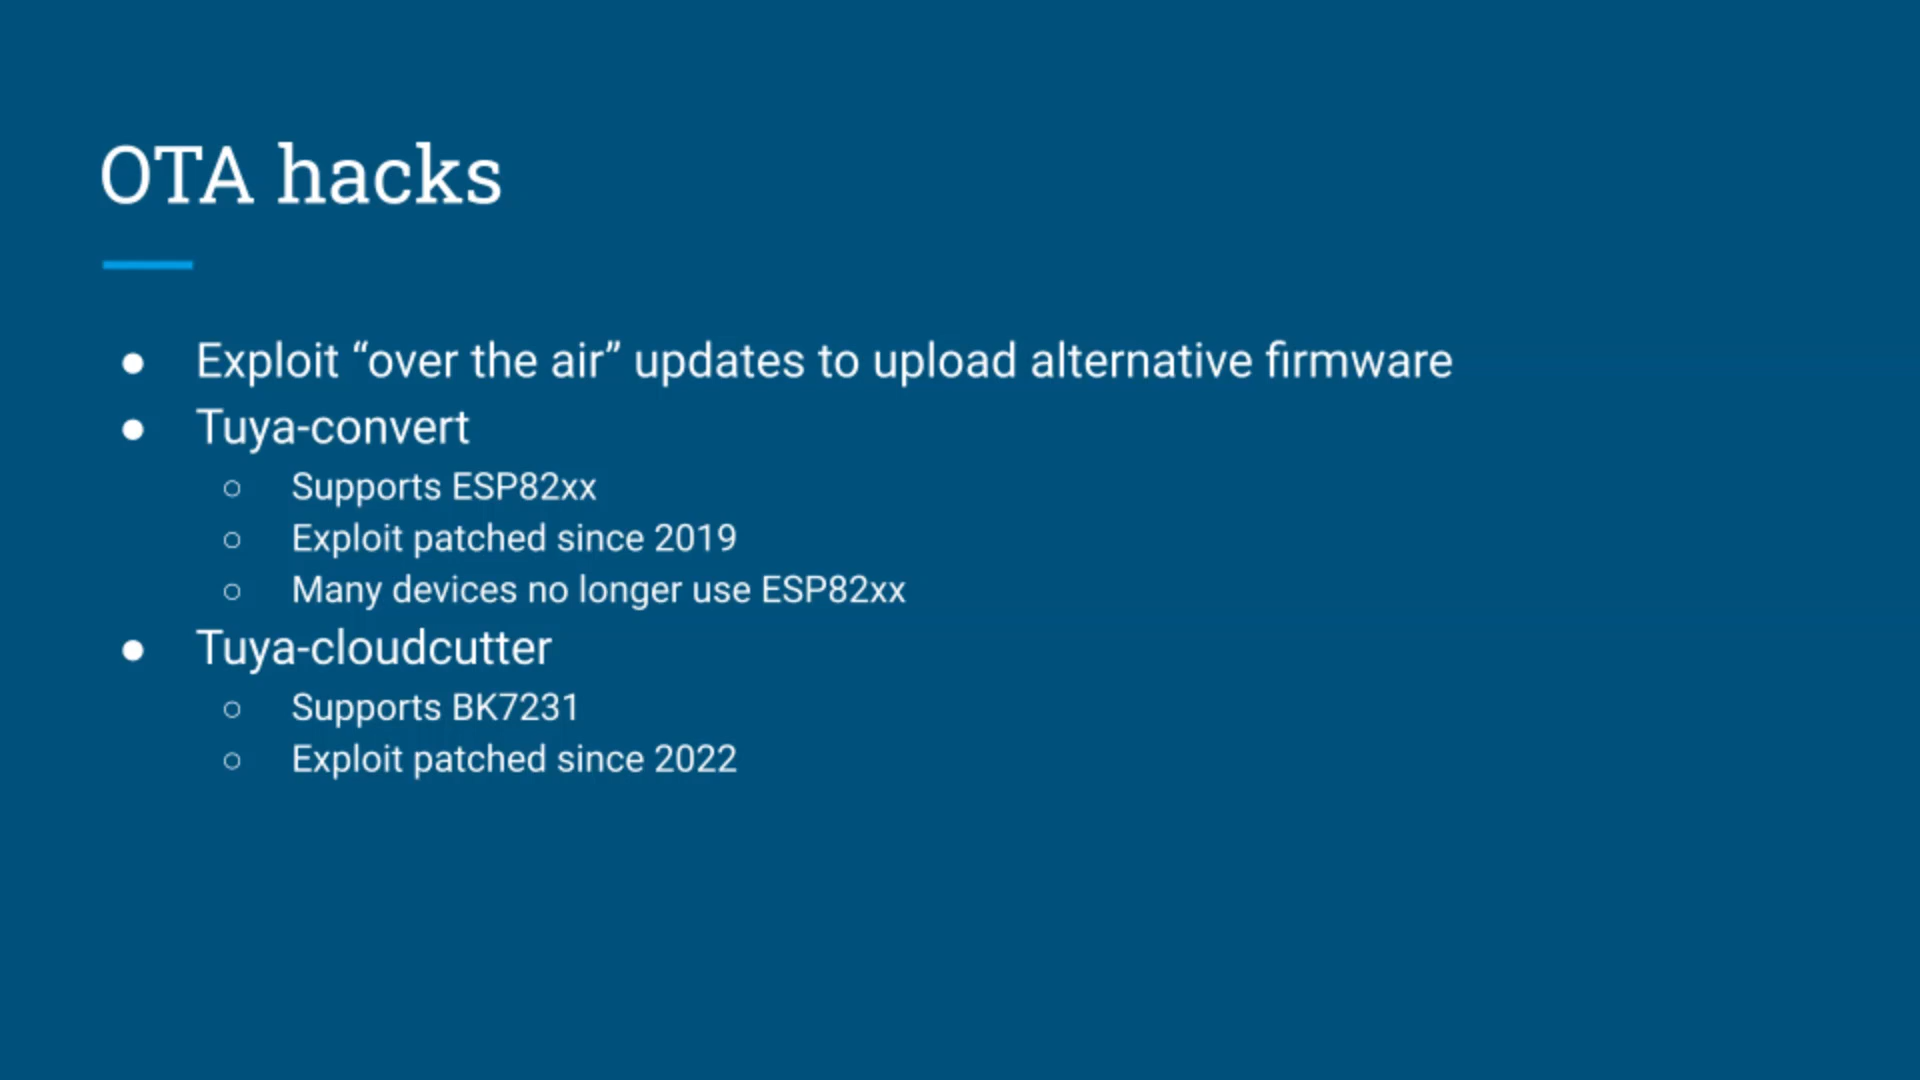 OTA hacks
● Exploit “over the air” updates to upload alternative firmware
● Tuya-convert
○ Supports ESP82xx
○ Exploit patched since 2019
○ Many devices no longer use ESP82xx
● Tuya-cloudcutter
○ Supports BK7231
○ Exploit patched since 2022